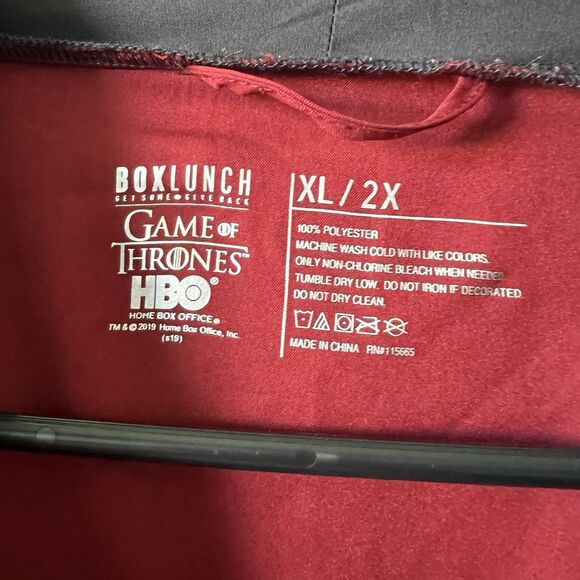 BOXLUNCH
GET SOME GIVE BACK
GAME OF
THRONES™
HBO®
HOME BOX OFFICE®
TM & © 2019 Home Box Office, Inc.
(s19)
XL / 2X
100% POLYESTER
MACHINE WASH COLD WITH LIKE COLORS.
ONLY NON-CHLORINE BLEACH WHEN NEEDED
TUMBLE DRY LOW. DO NOT IRON IF DECORATED.
DO NOT DRY CLEAN.
MADE IN CHINA RN#115665